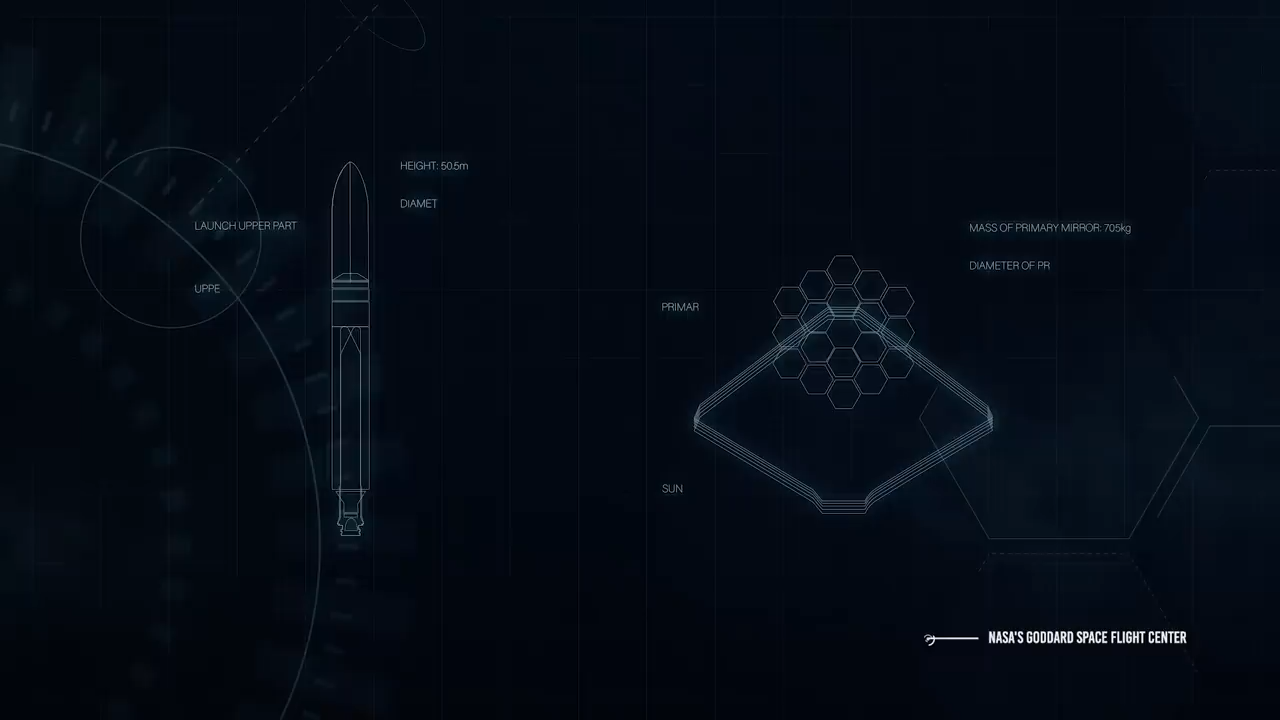 HEIGHT: 50.5m
DIAMET
LAUNCH UPPER PART
UPPE
MASS OF PRIMARY MIRROR: 705kg
DIAMETER OF PR
PRIMAR
SUN
NASA'S GODDARD SPACE FLIGHT CENTER